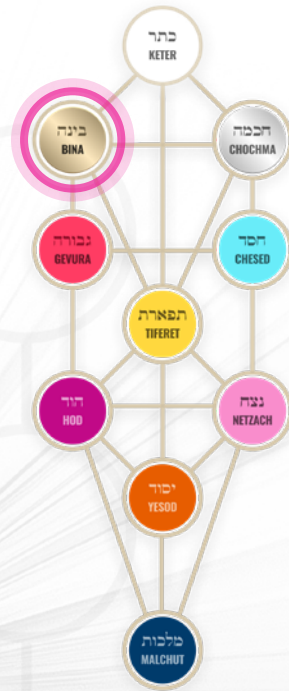 כתר
KETER
בינה
BINA
חכמה
CHOCHMA
גבורה
GEVURA
חסד
CHESED
תפארת
TIFERET
הוד
HOD
נצח
NETZACH
יסוד
YESOD
מלכות
MALCHUT